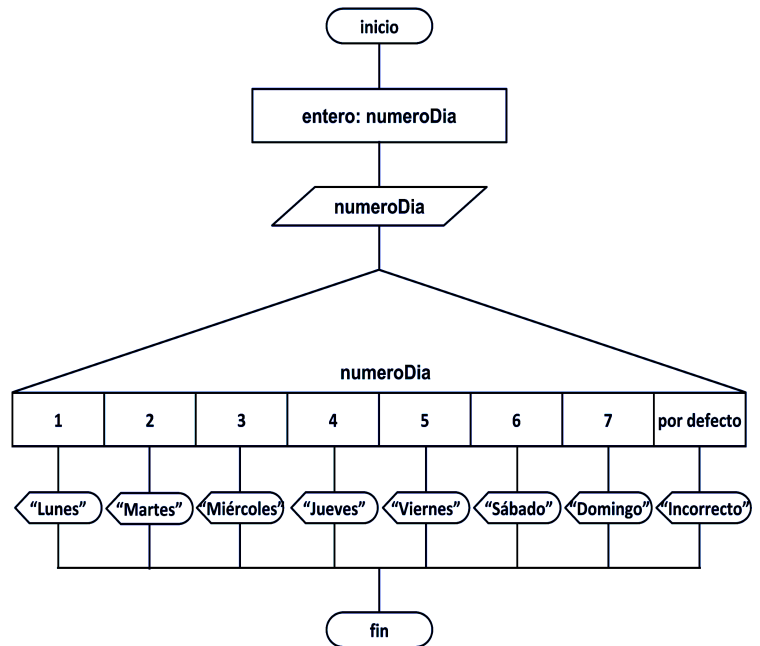 inicio
entero: numeroDia
numeroDia
numeroDia
1 2 3 4 5 6 7 por defecto
“Lunes” “Martes” “Miércoles” “Jueves” “Viernes” “Sábado” “Domingo” “Incorrecto”
fin